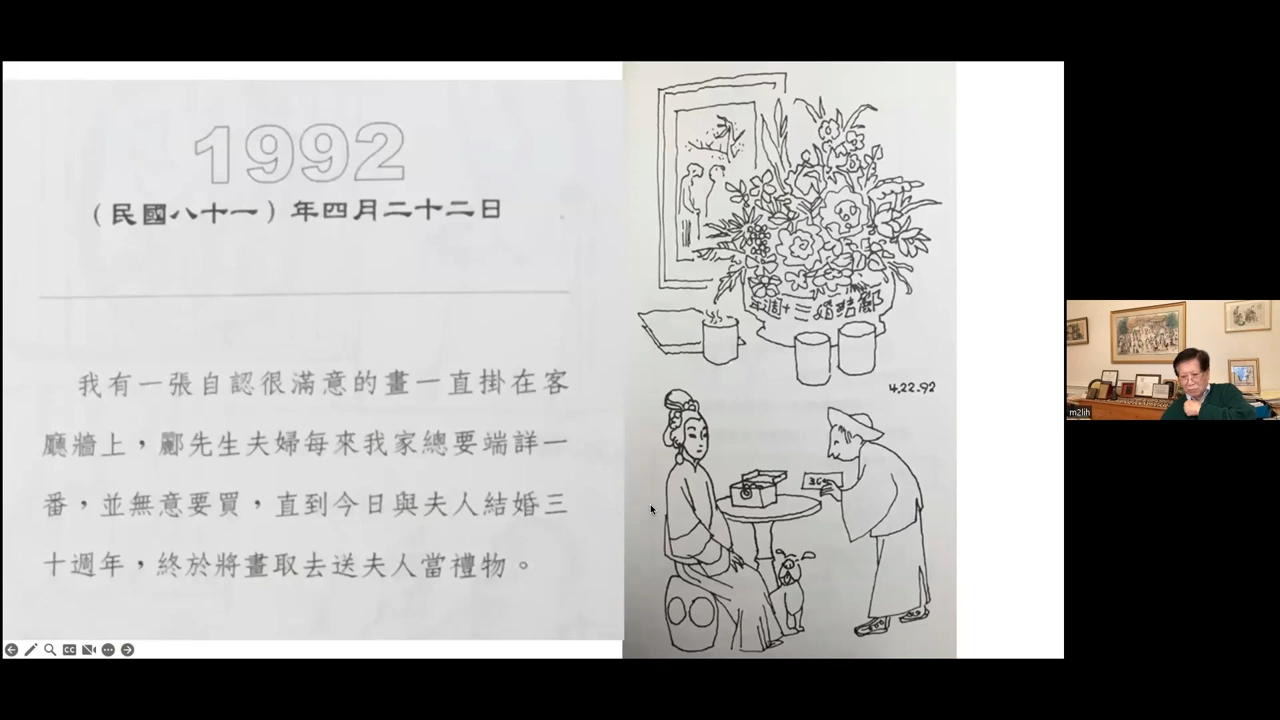 1992
(民國八十一)年四月二十二日
我有一張自認很滿意的畫一直掛在客
廳牆上，酈先生夫婦每來我家總要端詳一
番，並無意要買，直到今日與夫人結婚三
十週年，終於將畫取去送夫人當禮物。
年週十三婚結酈
4.22.92
m2lih
CC